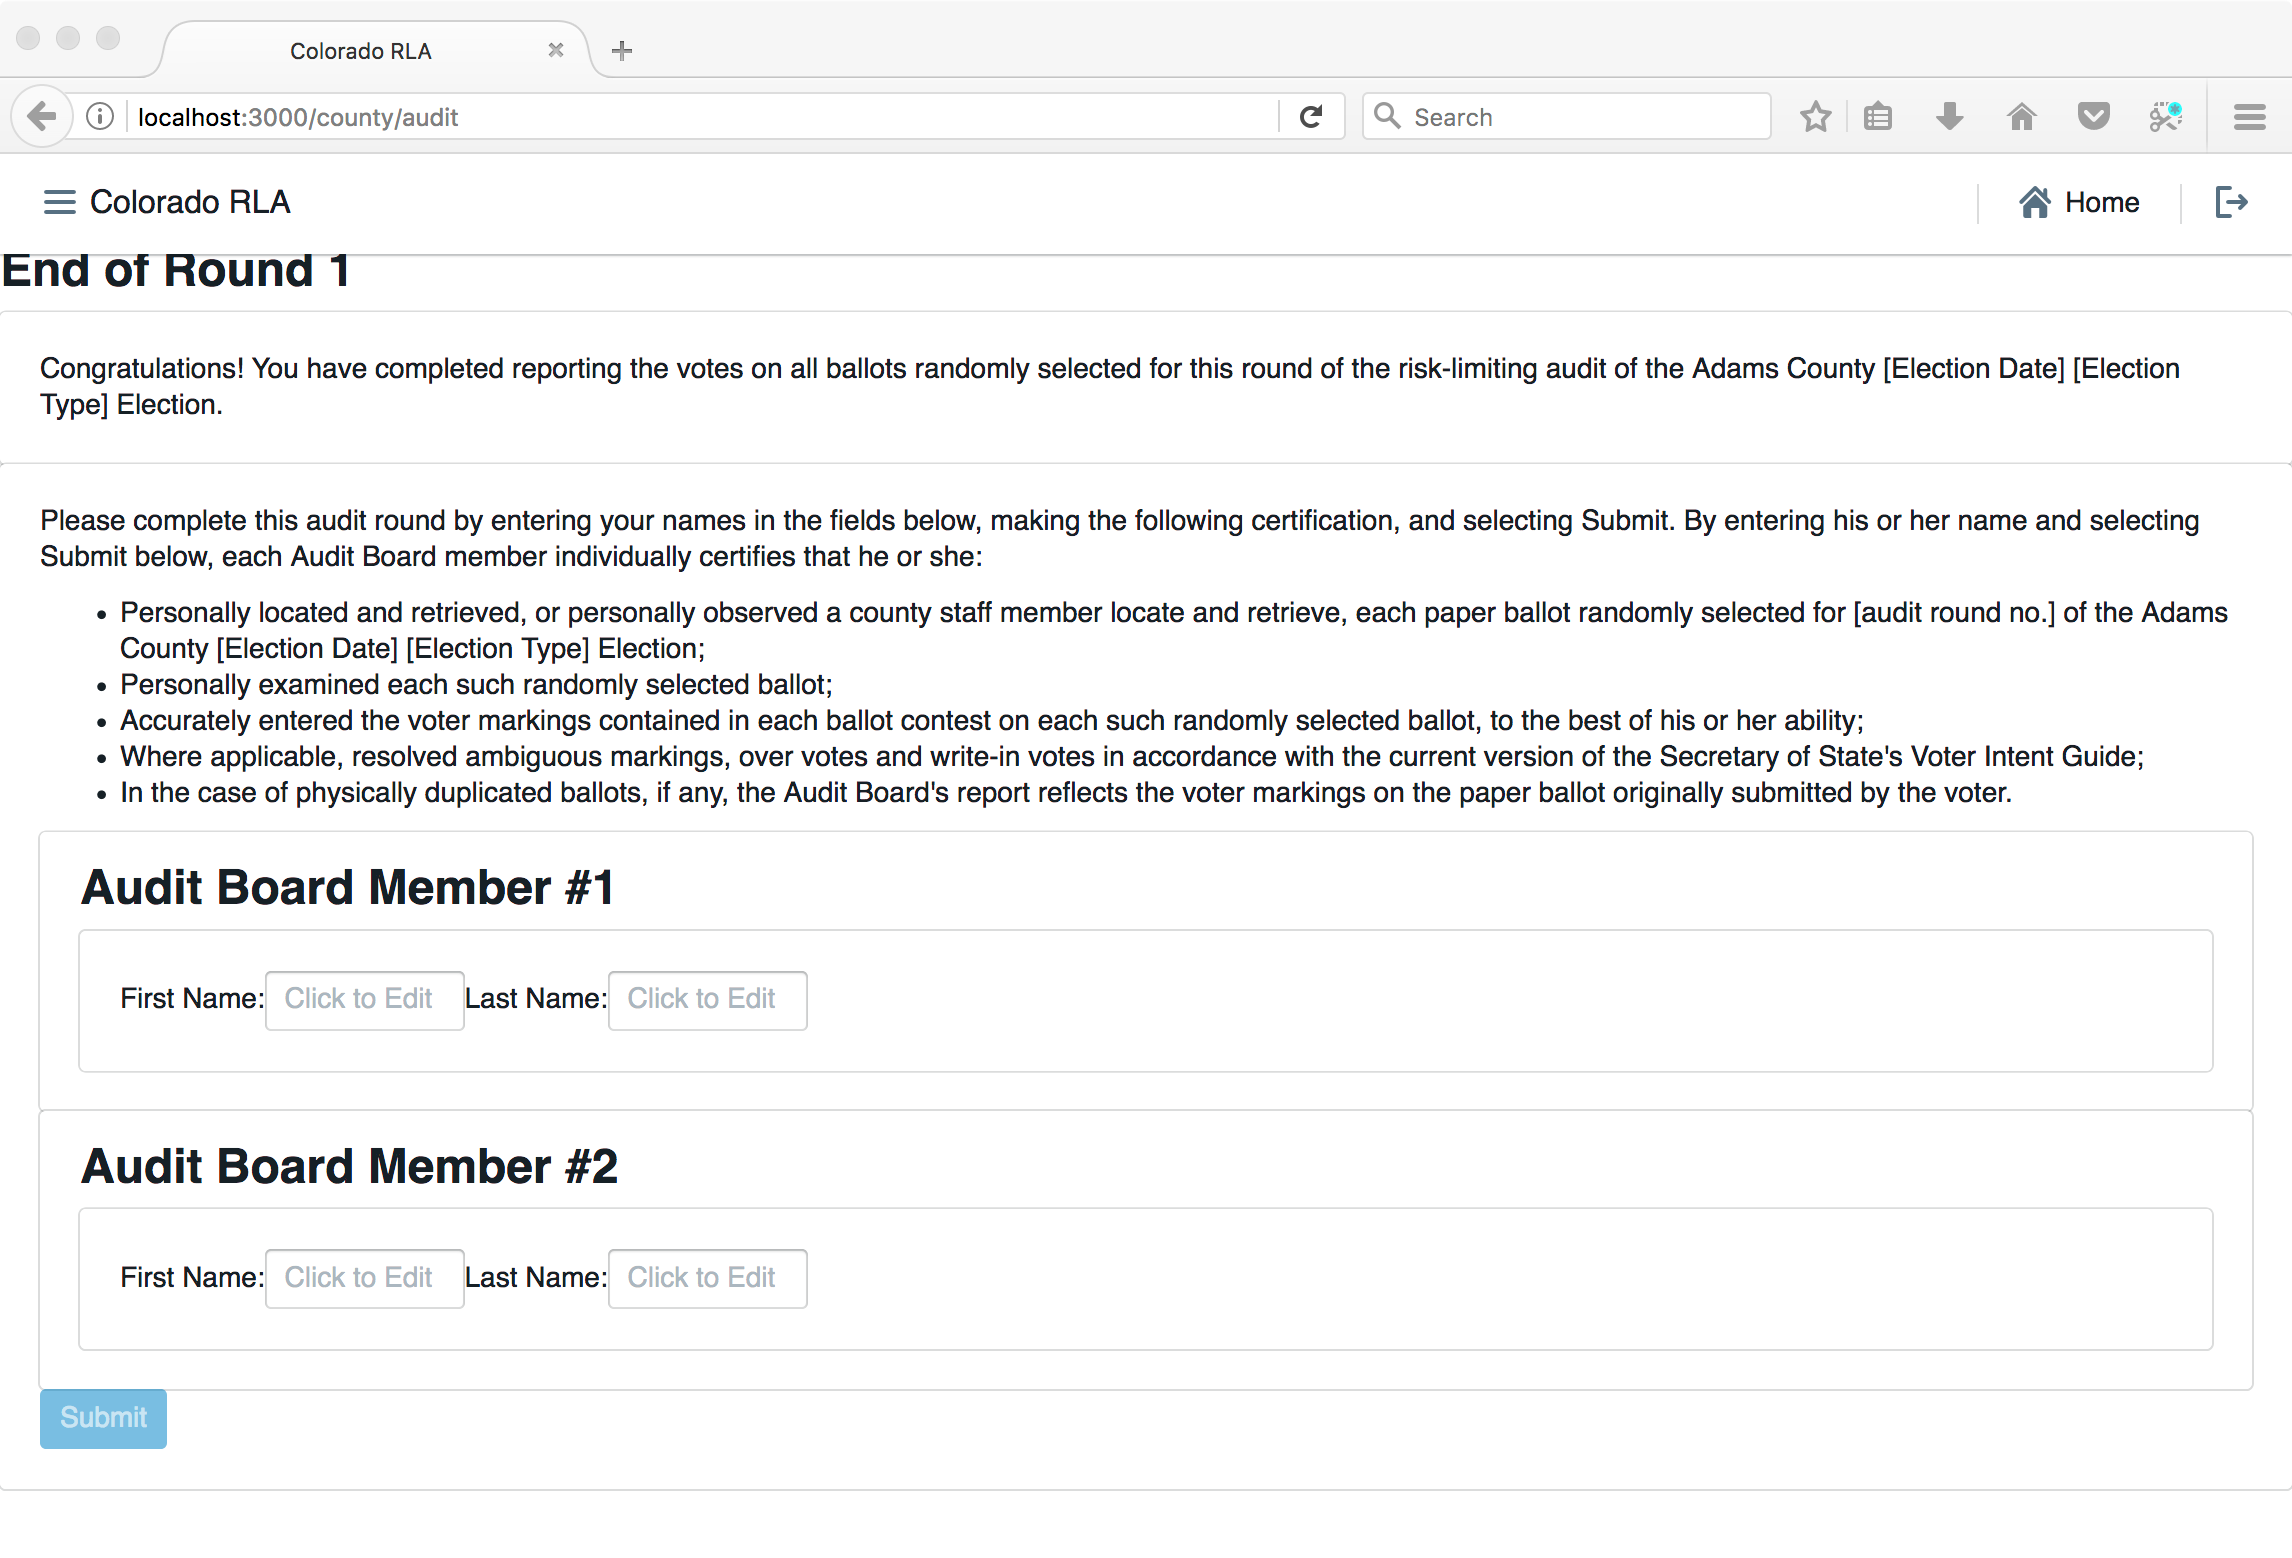 Colorado RLA
localhost:3000/county/audit
Search
Colorado RLA
Home
End of Round 1
Congratulations! You have completed reporting the votes on all ballots randomly selected for this round of the risk-limiting audit of the Adams County [Election Date] [Election
Type] Election.
Please complete this audit round by entering your names in the fields below, making the following certification, and selecting Submit. By entering his or her name and selecting
Submit below, each Audit Board member individually certifies that he or she:
• Personally located and retrieved, or personally observed a county staff member locate and retrieve, each paper ballot randomly selected for [audit round no.] of the Adams
County [Election Date] [Election Type] Election;
• Personally examined each such randomly selected ballot;
• Accurately entered the voter markings contained in each ballot contest on each such randomly selected ballot, to the best of his or her ability;
• Where applicable, resolved ambiguous markings, over votes and write-in votes in accordance with the current version of the Secretary of State's Voter Intent Guide;
• In the case of physically duplicated ballots, if any, the Audit Board's report reflects the voter markings on the paper ballot originally submitted by the voter.
Audit Board Member #1
First Name: Click to Edit Last Name: Click to Edit
Audit Board Member #2
First Name: Click to Edit Last Name: Click to Edit
Submit